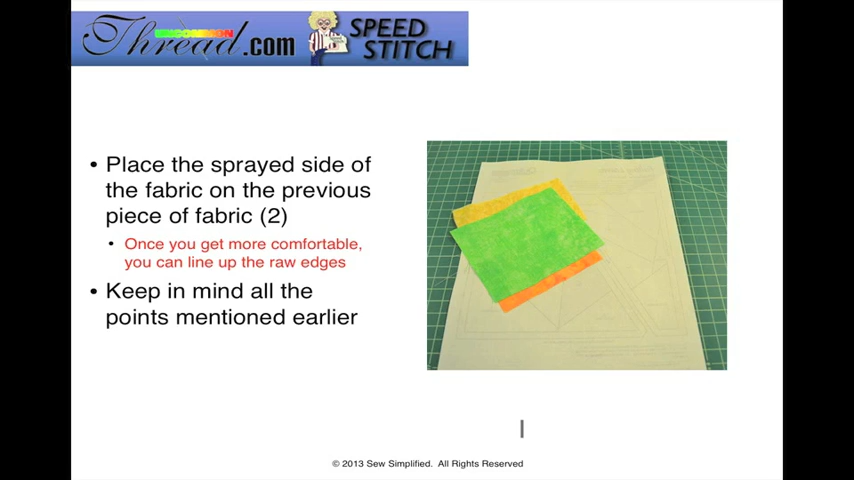 UNCOMMON
Thread.com
SPEED
STITCH
• Place the sprayed side of
the fabric on the previous
piece of fabric (2)
• Once you get more comfortable,
you can line up the raw edges
• Keep in mind all the
points mentioned earlier
© 2013 Sew Simplified. All Rights Reserved